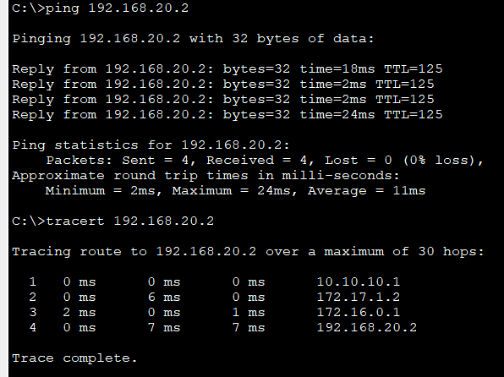 C:\>ping 192.168.20.2
Pinging 192.168.20.2 with 32 bytes of data:
Reply from 192.168.20.2: bytes=32 time=18ms TTL=125
Reply from 192.168.20.2: bytes=32 time=2ms TTL=125
Reply from 192.168.20.2: bytes=32 time=2ms TTL=125
Reply from 192.168.20.2: bytes=32 time=24ms TTL=125
Ping statistics for 192.168.20.2:
Packets: Sent = 4, Received = 4, Lost = 0 (0% loss),
Approximate round trip times in milli-seconds:
Minimum = 2ms, Maximum = 24ms, Average = 11ms
C:\>tracert 192.168.20.2
Tracing route to 192.168.20.2 over a maximum of 30 hops:
1 0 ms 0 ms 0 ms 10.10.10.1
2 0 ms 6 ms 0 ms 172.17.1.2
3 2 ms 0 ms 1 ms 172.16.0.1
4 0 ms 7 ms 7 ms 192.168.20.2
Trace complete.